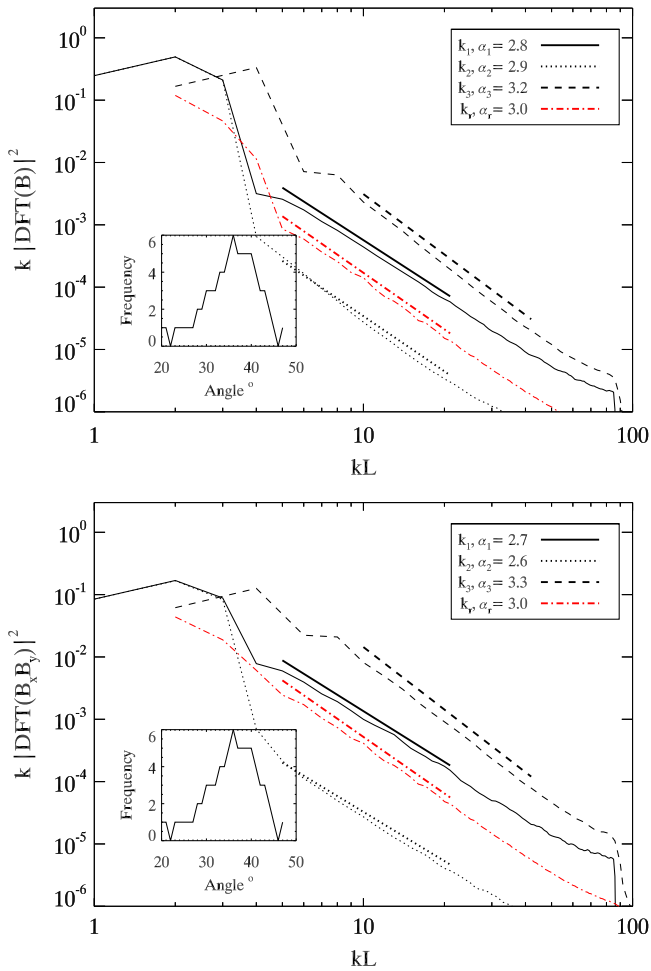 k |DFT(B)|²
10⁰
10⁻¹
10⁻²
10⁻³
10⁻⁴
10⁻⁵
10⁻⁶
k₁, α₁= 2.8
k₂, α₂= 2.9
k₃, α₃= 3.2
kᵣ, αᵣ= 3.0
Frequency
6
4
2
0
20 30 40 50
Angle °
1 10 100
kL
k |DFT(BₓBᵧ)|²
10⁰
10⁻¹
10⁻²
10⁻³
10⁻⁴
10⁻⁵
10⁻⁶
k₁, α₁= 2.7
k₂, α₂= 2.6
k₃, α₃= 3.3
kᵣ, αᵣ= 3.0
Frequency
6
4
2
0
20 30 40 50
Angle °
1 10 100
kL